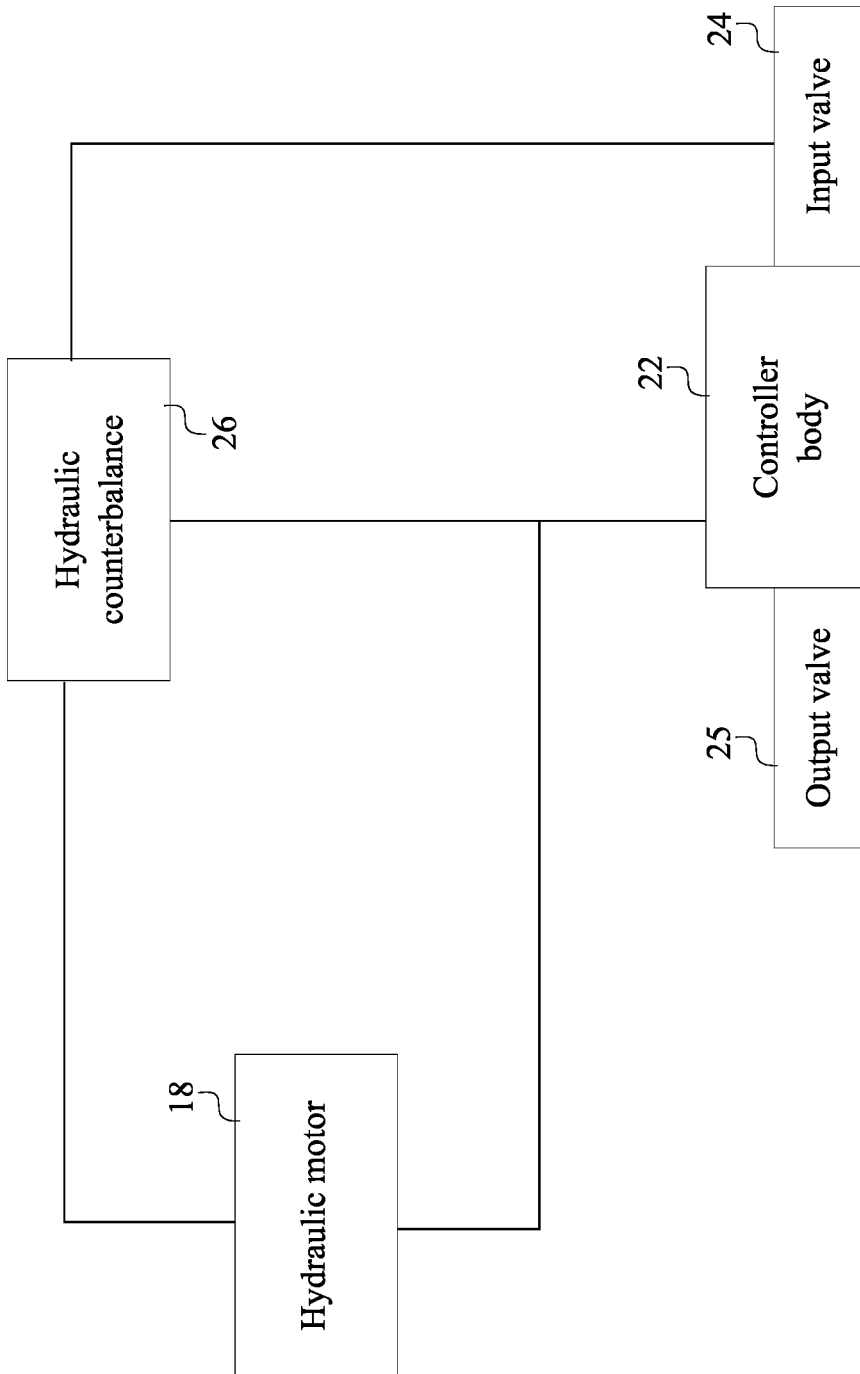 Hydraulic motor
18
Hydraulic
counterbalance
26
Output valve
25
Controller
body
22
Input valve
24